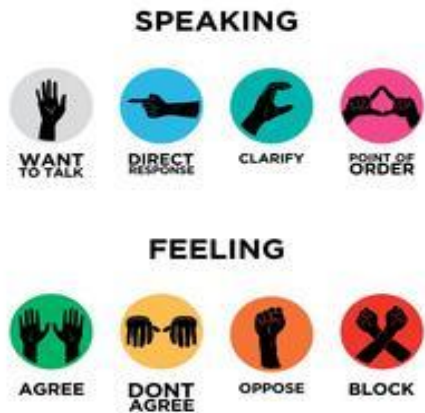 SPEAKING
WANT
TO TALK
DIRECT
RESPONSE
CLARIFY
POINT OF
ORDER
FEELING
AGREE
DONT
AGREE
OPPOSE
BLOCK